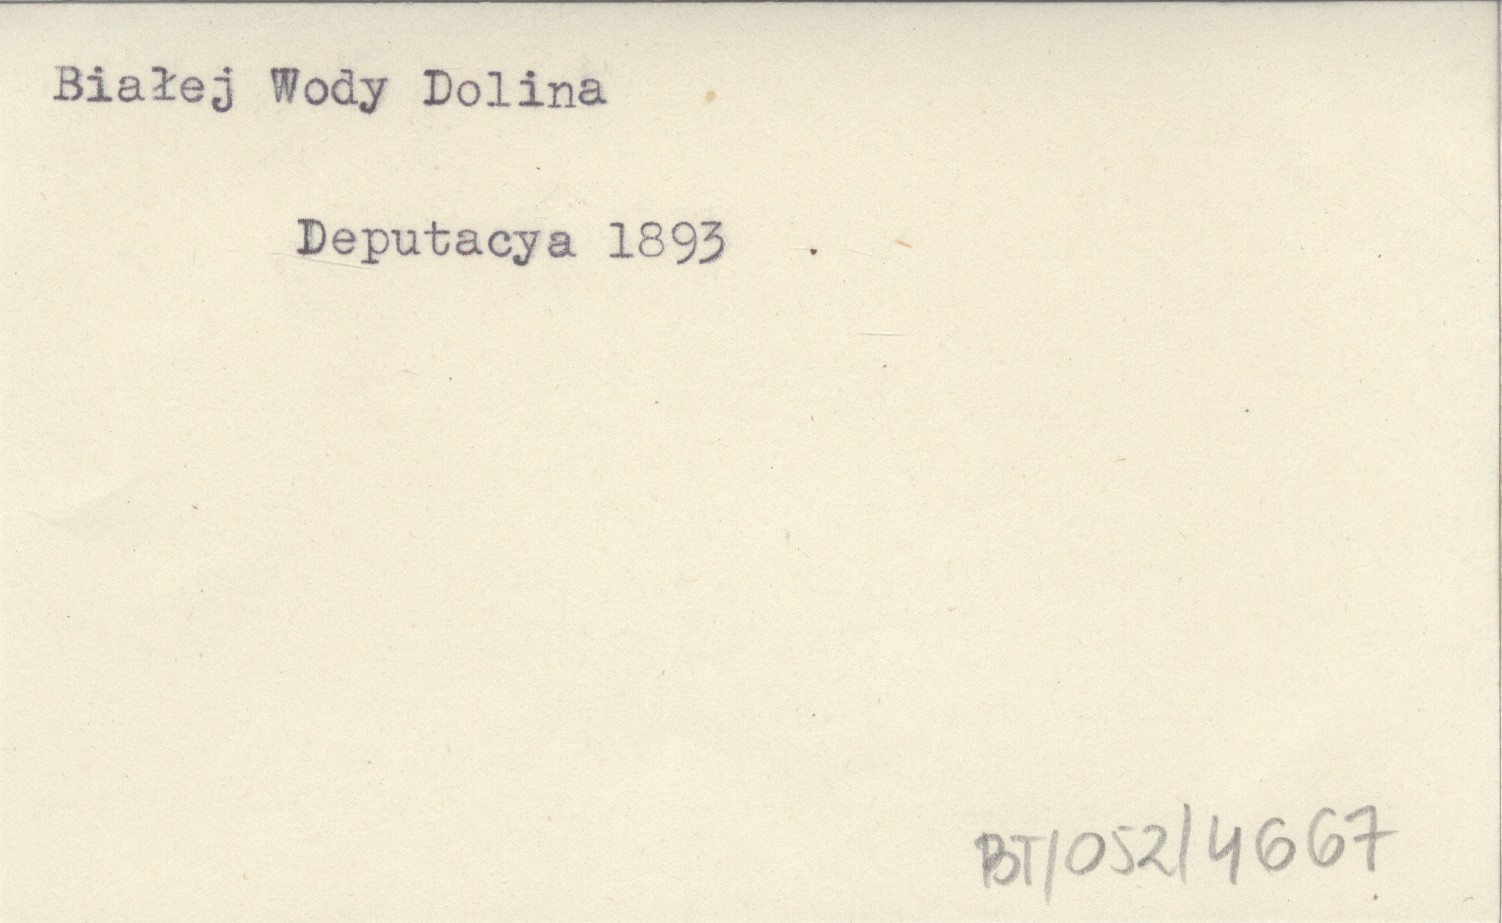 Białej Wody Dolina
Deputacya 1893
BT/052/4667